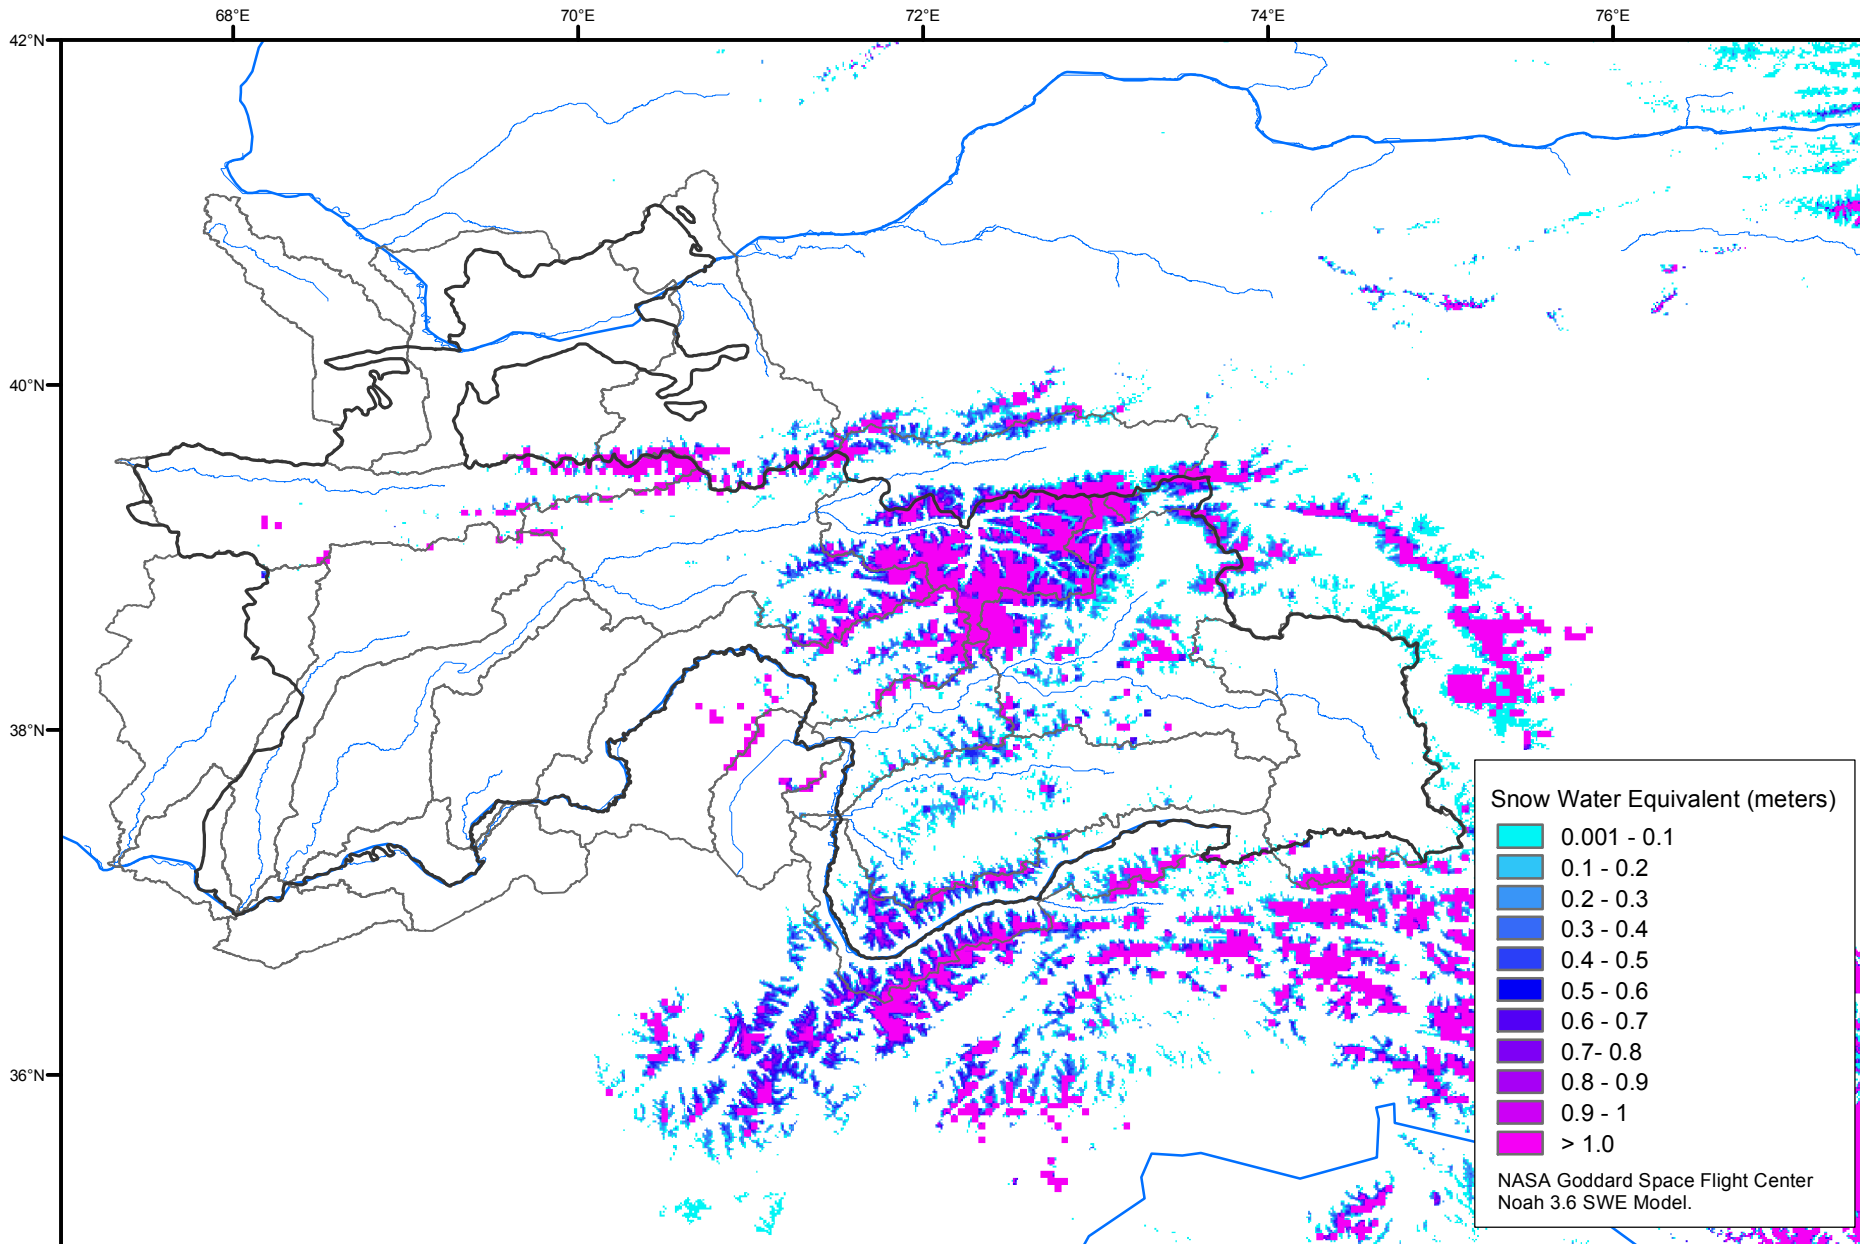 68°E 70°E 72°E 74°E 76°E
42°N
40°N
38°N
36°N
Snow Water Equivalent (meters)
0.001 - 0.1
0.1 - 0.2
0.2 - 0.3
0.3 - 0.4
0.4 - 0.5
0.5 - 0.6
0.6 - 0.7
0.7- 0.8
0.8 - 0.9
0.9 - 1
> 1.0
NASA Goddard Space Flight Center
Noah 3.6 SWE Model.